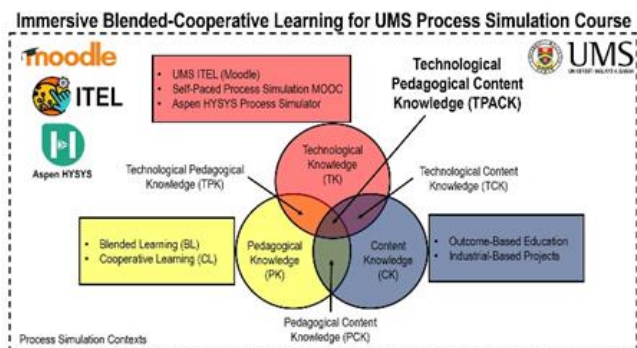 Immersive Blended-Cooperative Learning for UMS Process Simulation Course
moodle
ITEL
Aspen HYSYS
• UMS ITEL (Moodle)
• Self-Paced Process Simulation MOOC
• Aspen HYSYS Process Simulator
Technological
Pedagogical Content
Knowledge (TPACK)
UMS
UNIVERSITI MALAYSIA SABAH
Technological
Knowledge
(TK)
Technological Pedagogical
Knowledge (TPK)
Technological Content
Knowledge (TCK)
• Blended Learning (BL)
• Cooperative Learning (CL)
Pedagogical
Knowledge
(PK)
Content
Knowledge
(CK)
• Outcome-Based Education
• Industrial-Based Projects
Pedagogical Content
Knowledge
(PCK)
Process Simulation Contexts